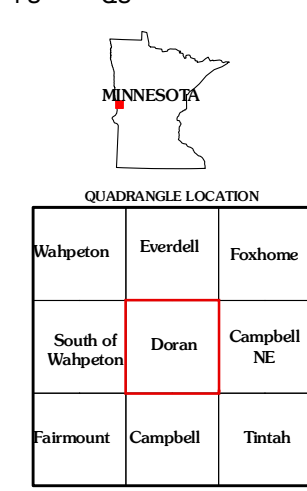 MINNESOTA
QUADRANGLE LOCATION
Wahpeton Everdell Foxhome
South of Wahpeton Doran Campbell NE
Fairmount Campbell Tintah